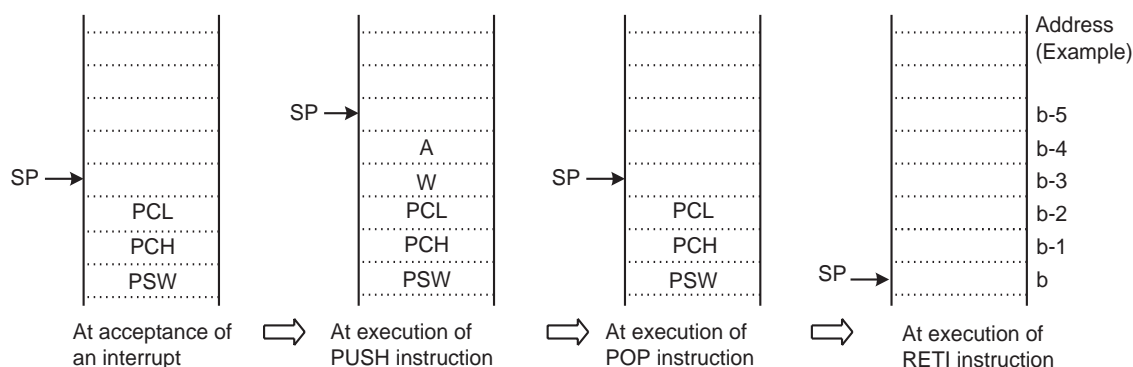 Address
(Example)
SP
b-5
A
b-4
SP
W
SP
b-3
PCL
PCL
PCL
b-2
PCH
PCH
PCH
b-1
PSW
PSW
PSW
SP
b
At acceptance of
an interrupt
At execution of
PUSH instruction
At execution of
POP instruction
At execution of
RETI instruction